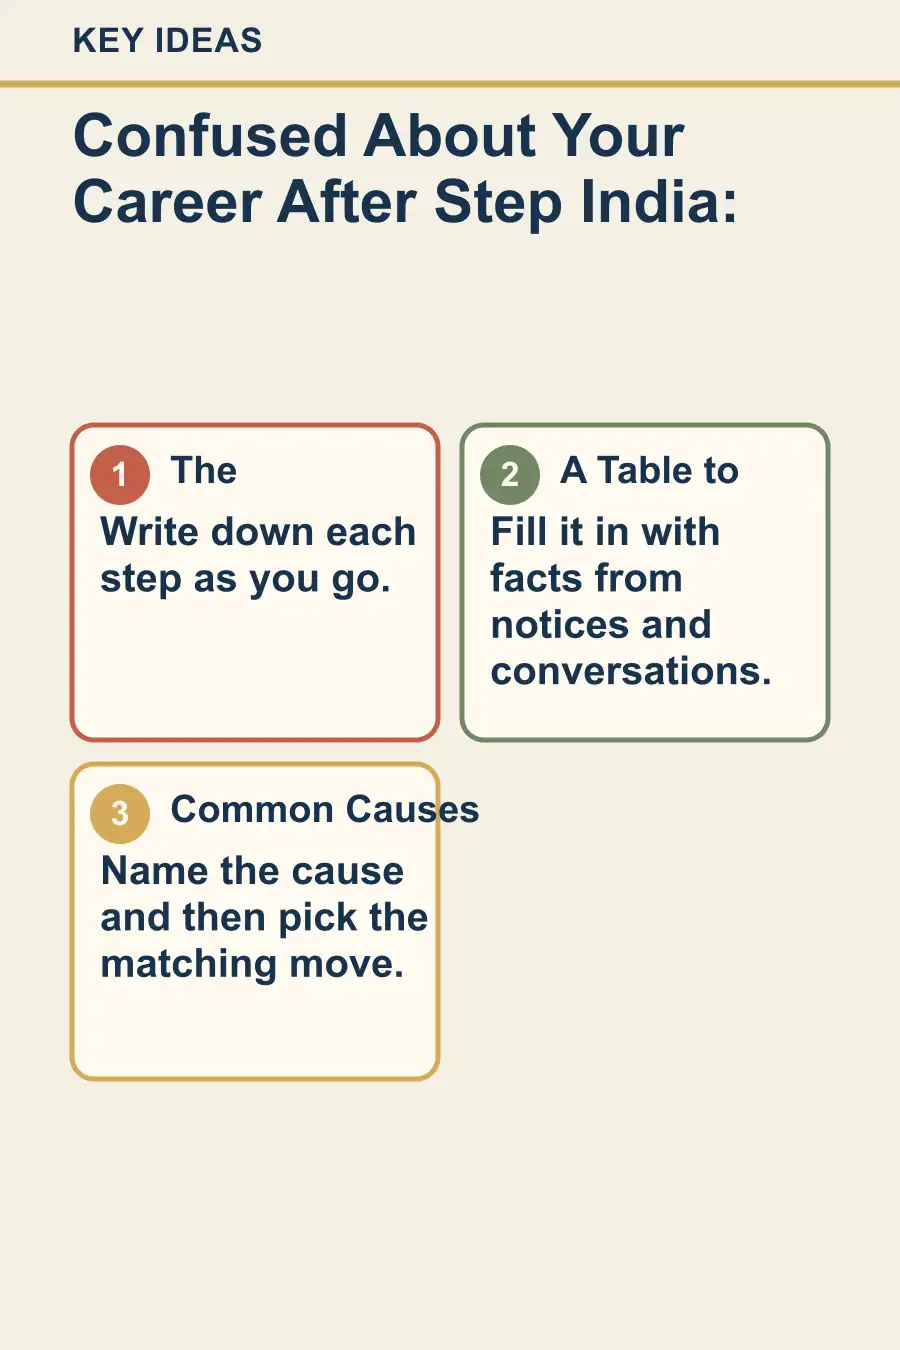 KEY IDEAS
Confused About Your
Career After Step India:
1 The
Write down each
step as you go.
2 A Table to
Fill it in with
facts from
notices and
conversations.
3 Common Causes
Name the cause
and then pick the
matching move.